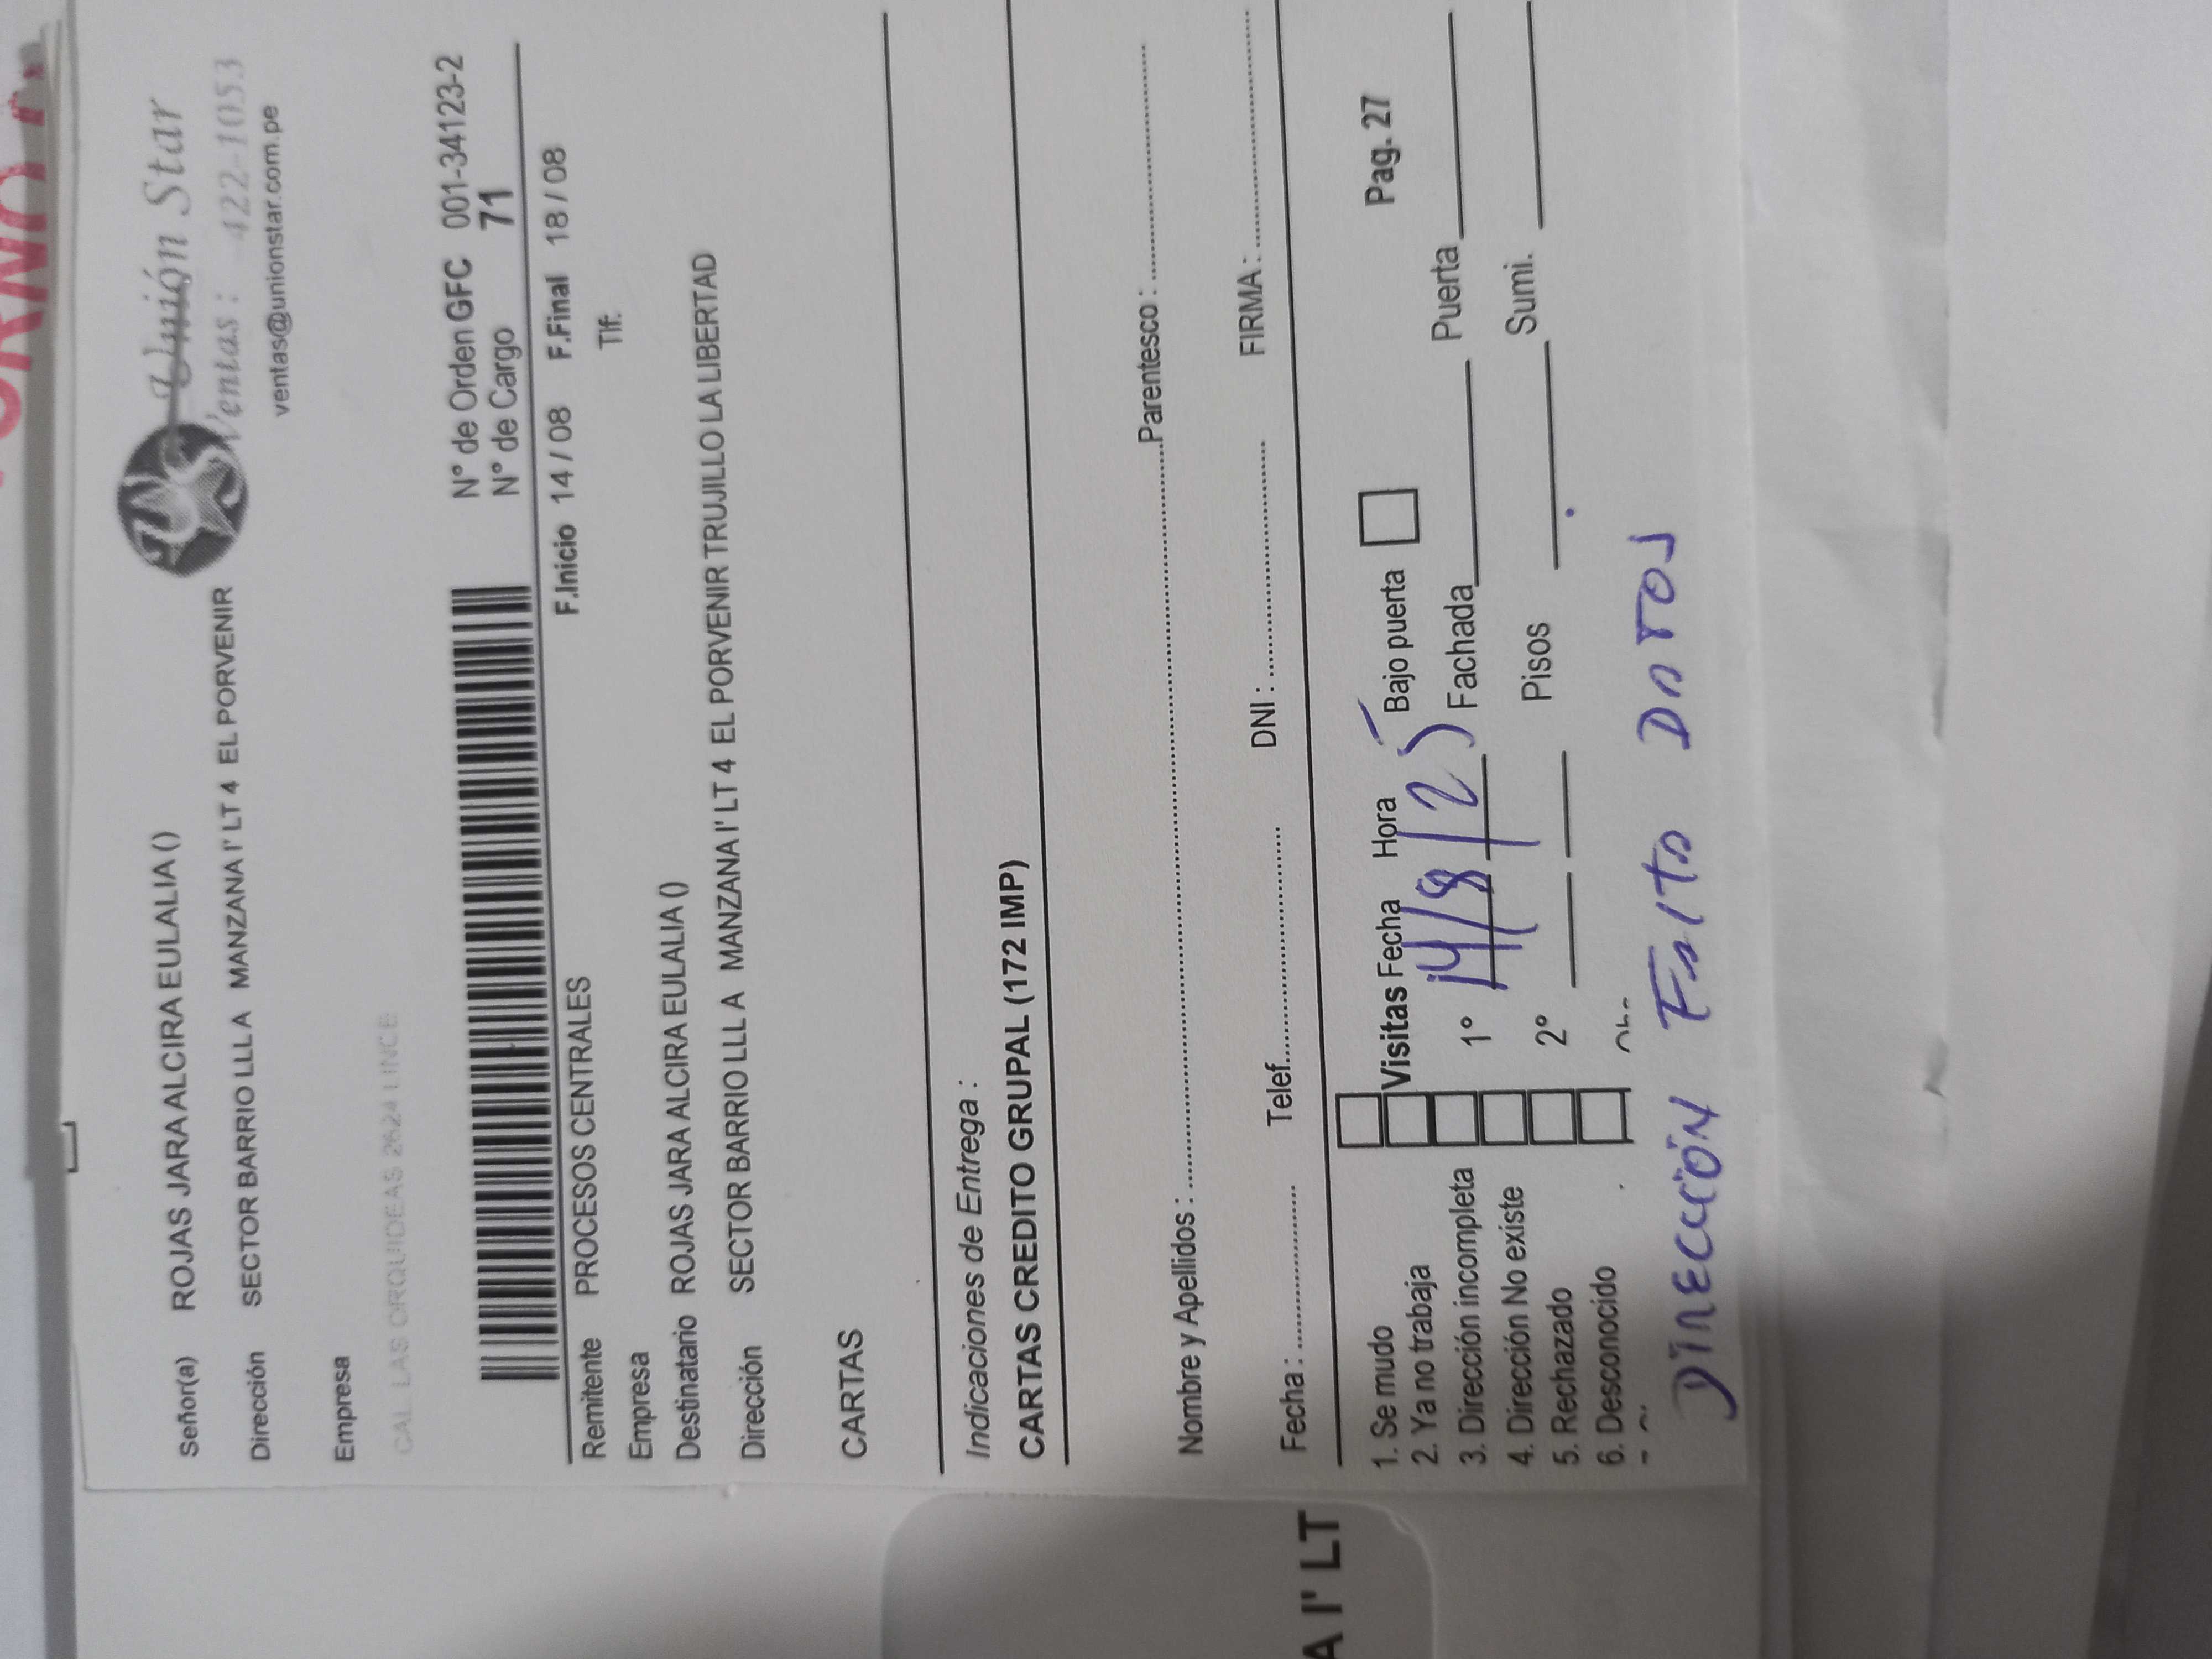 Unión Star
Ventas : 422-1053
ventas@unionstar.com.pe
Señor(a) ROJAS JARA ALCIRA EULALIA ()
Dirección SECTOR BARRIO LLL A MANZANA I' LT 4 EL PORVENIR
Empresa
CAL LAS ORQUIDEAS 2624 LINCE
N° de Orden GFC 001-34123-2
N° de Cargo 71
F.Inicio 14 / 08 F.Final 18 / 08
Remitente PROCESOS CENTRALES Tlf.
Empresa
Destinatario ROJAS JARA ALCIRA EULALIA ()
Dirección SECTOR BARRIO LLL A MANZANA I' LT 4 EL PORVENIR TRUJILLO LA LIBERTAD
CARTAS
Indicaciones de Entrega :
CARTAS CREDITO GRUPAL (172 IMP)
Nombre y Apellidos : Parentesco :
Fecha : Telef. DNI : FIRMA :
1. Se mudo Visitas Fecha Hora Bajo puerta Pag. 27
2. Ya no trabaja
3. Dirección incompleta 1° 14/8/25 Fachada Puerta
4. Dirección No existe
5. Rechazado 2° Pisos Sumi.
6. Desconocido
Dirección Falta Datos
A I' LT